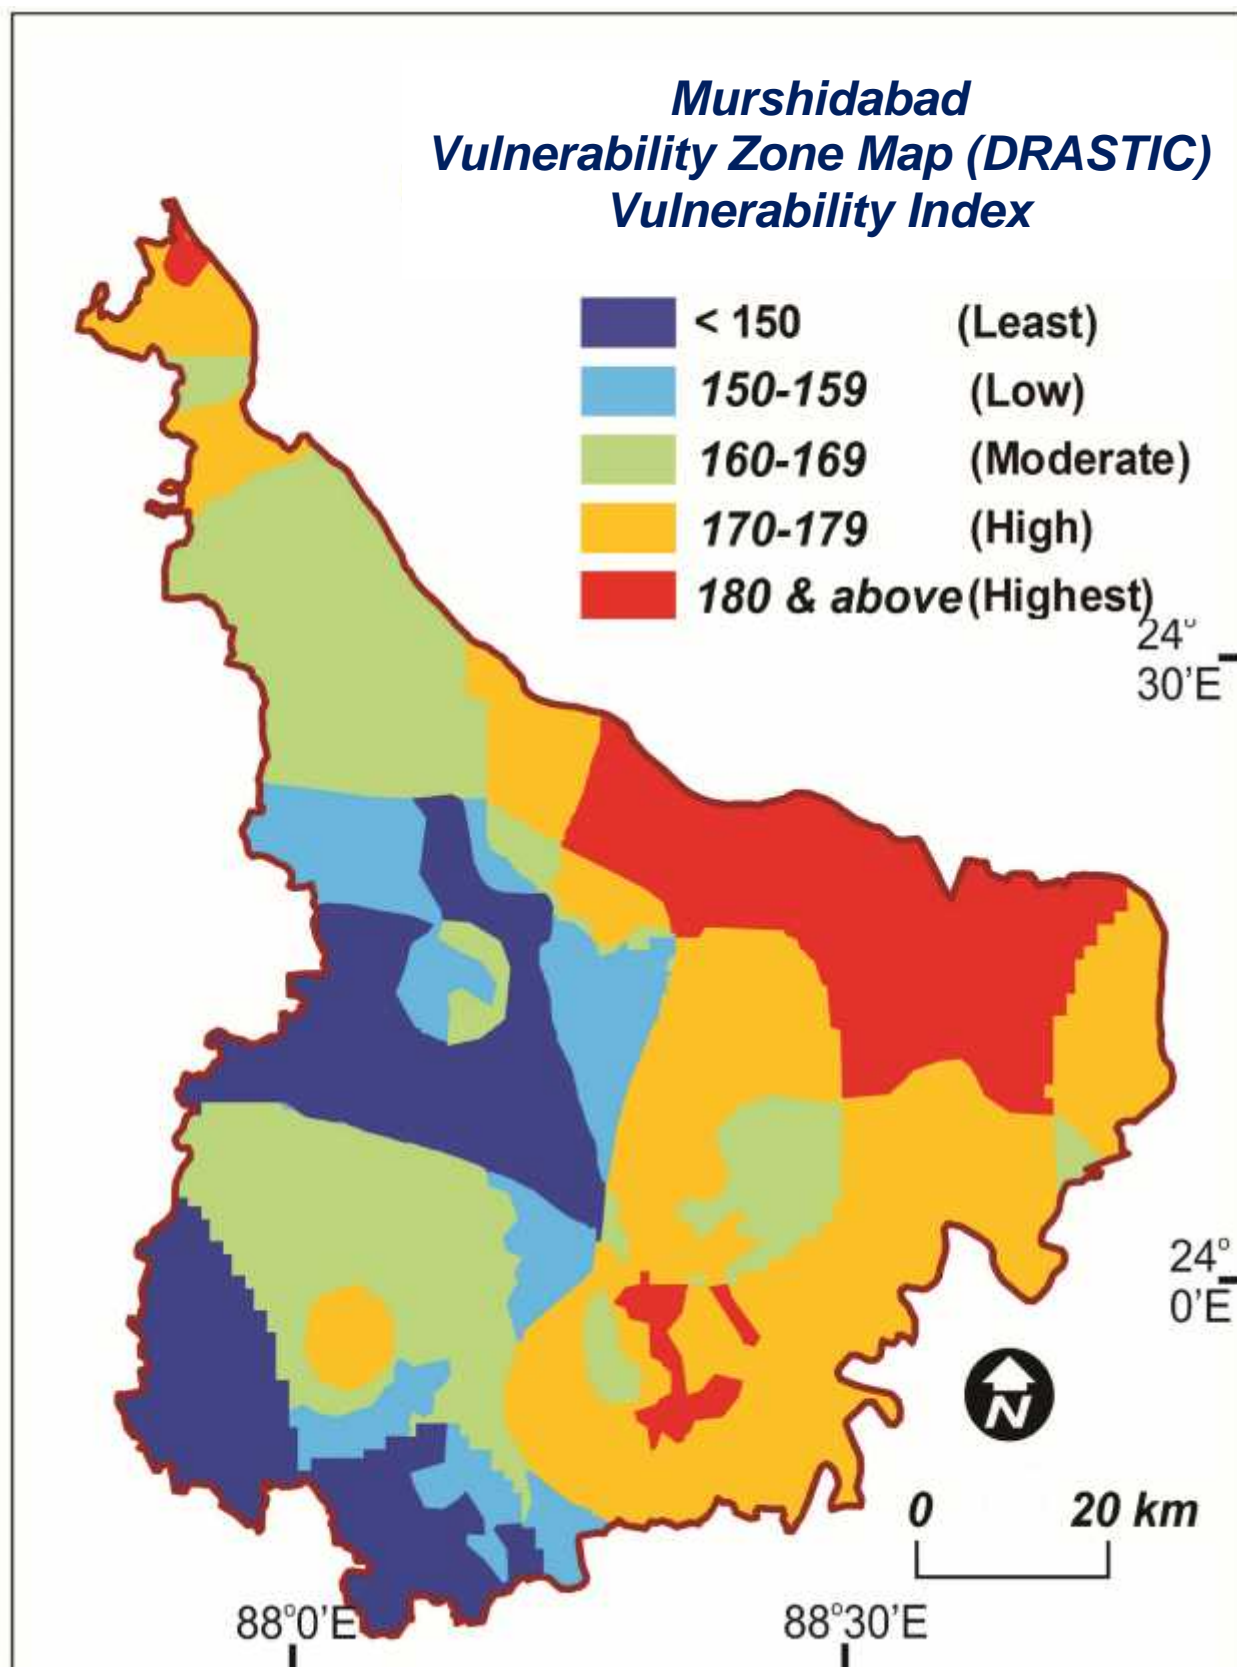 Murshidabad
Vulnerability Zone Map (DRASTIC)
Vulnerability Index
< 150 (Least)
150-159 (Low)
160-169 (Moderate)
170-179 (High)
180 & above (Highest)
24°
30'E
24°
0'E
N
0 20 km
88°0'E 88°30'E